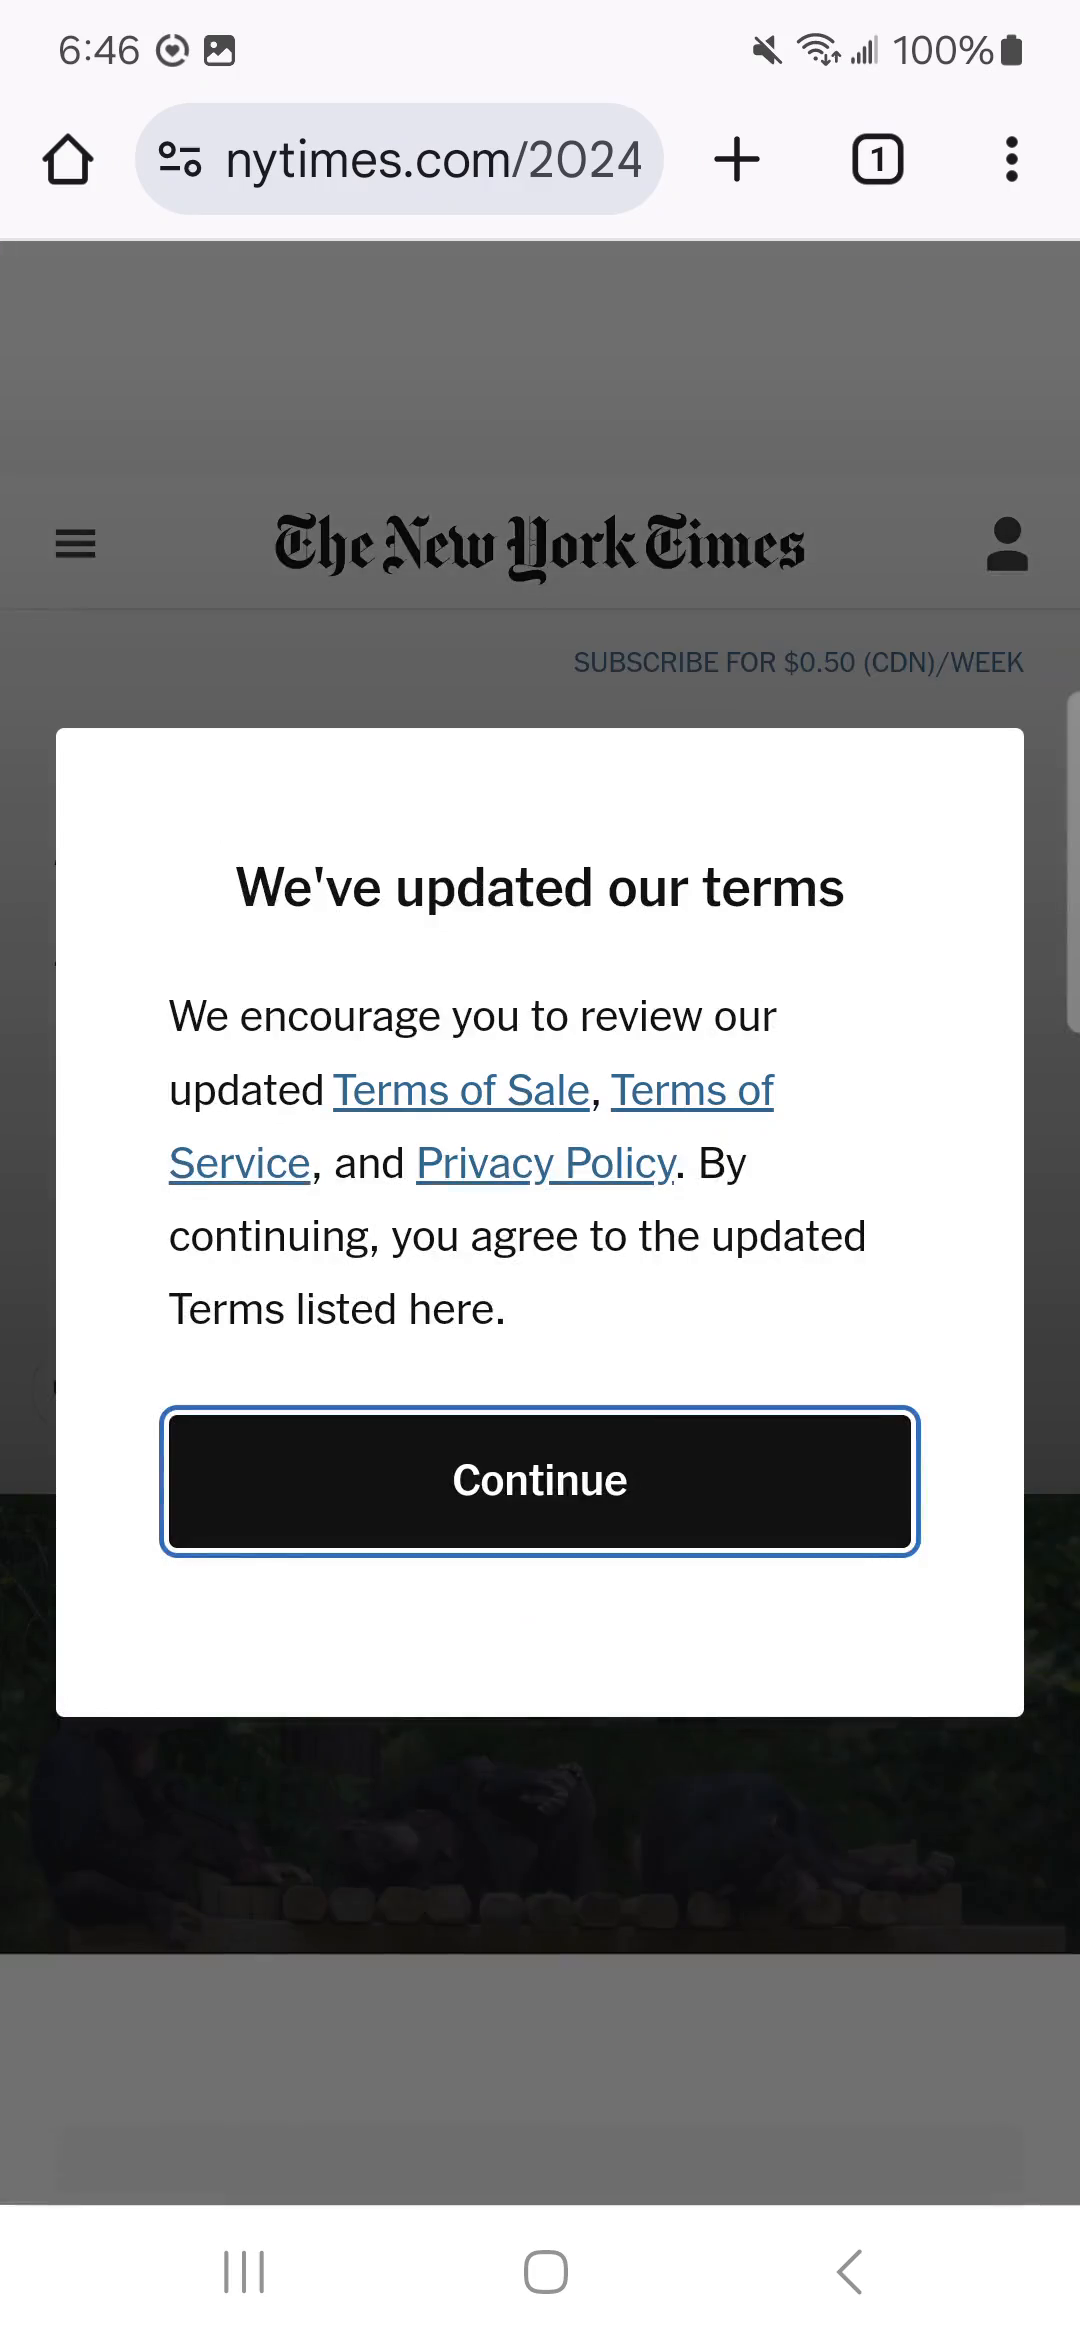 6:46
100%
nytimes.com/2024
1
The New York Times
SUBSCRIBE FOR $0.50 (CDN)/WEEK
We've updated our terms
We encourage you to review our
updated Terms of Sale, Terms of
Service, and Privacy Policy. By
continuing, you agree to the updated
Terms listed here.
Continue